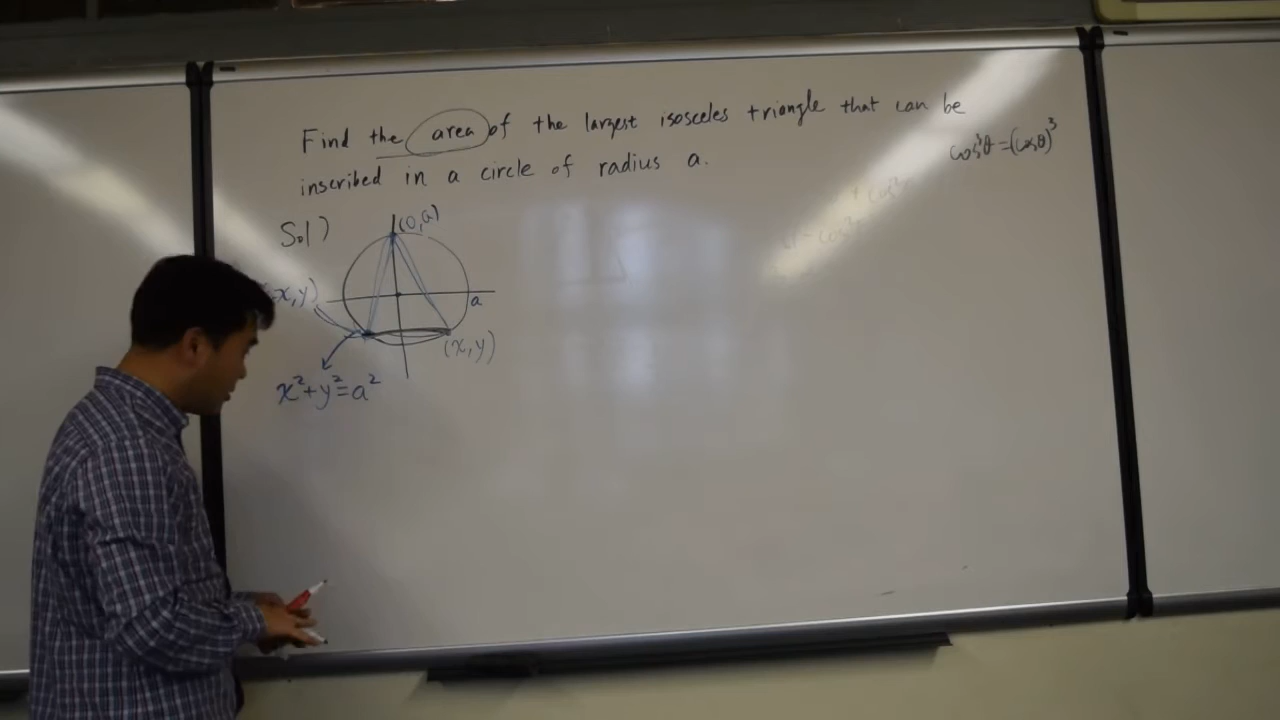 Find the area of the largest isosceles triangle that can be
inscribed in a circle of radius a.
cos³θ=(cosθ)³
Sol)
(0,a)
x,y)
a
(x,y)
x²+y²=a²